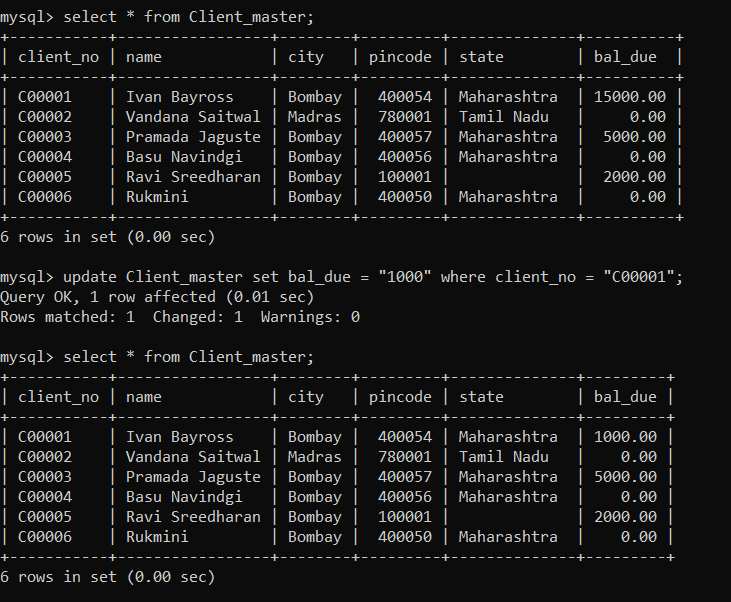 mysql> select * from Client_master;
+-----------+-----------------+--------+---------+-------------+----------+
| client_no | name            | city   | pincode | state       | bal_due  |
+-----------+-----------------+--------+---------+-------------+----------+
| C00001    | Ivan Bayross    | Bombay |  400054 | Maharashtra | 15000.00 |
| C00002    | Vandana Saitwal | Madras |  780001 | Tamil Nadu  |     0.00 |
| C00003    | Pramada Jaguste | Bombay |  400057 | Maharashtra |  5000.00 |
| C00004    | Basu Navindgi   | Bombay |  400056 | Maharashtra |     0.00 |
| C00005    | Ravi Sreedharan | Bombay |  100001 |             |  2000.00 |
| C00006    | Rukmini         | Bombay |  400050 | Maharashtra |     0.00 |
+-----------+-----------------+--------+---------+-------------+----------+
6 rows in set (0.00 sec)
mysql> update Client_master set bal_due = "1000" where client_no = "C00001";
Query OK, 1 row affected (0.01 sec)
Rows matched: 1  Changed: 1  Warnings: 0
mysql> select * from Client_master;
+-----------+-----------------+--------+---------+-------------+---------+
| client_no | name            | city   | pincode | state       | bal_due |
+-----------+-----------------+--------+---------+-------------+---------+
| C00001    | Ivan Bayross    | Bombay |  400054 | Maharashtra | 1000.00 |
| C00002    | Vandana Saitwal | Madras |  780001 | Tamil Nadu  |    0.00 |
| C00003    | Pramada Jaguste | Bombay |  400057 | Maharashtra | 5000.00 |
| C00004    | Basu Navindgi   | Bombay |  400056 | Maharashtra |    0.00 |
| C00005    | Ravi Sreedharan | Bombay |  100001 |             | 2000.00 |
| C00006    | Rukmini         | Bombay |  400050 | Maharashtra |    0.00 |
+-----------+-----------------+--------+---------+-------------+---------+
6 rows in set (0.00 sec)